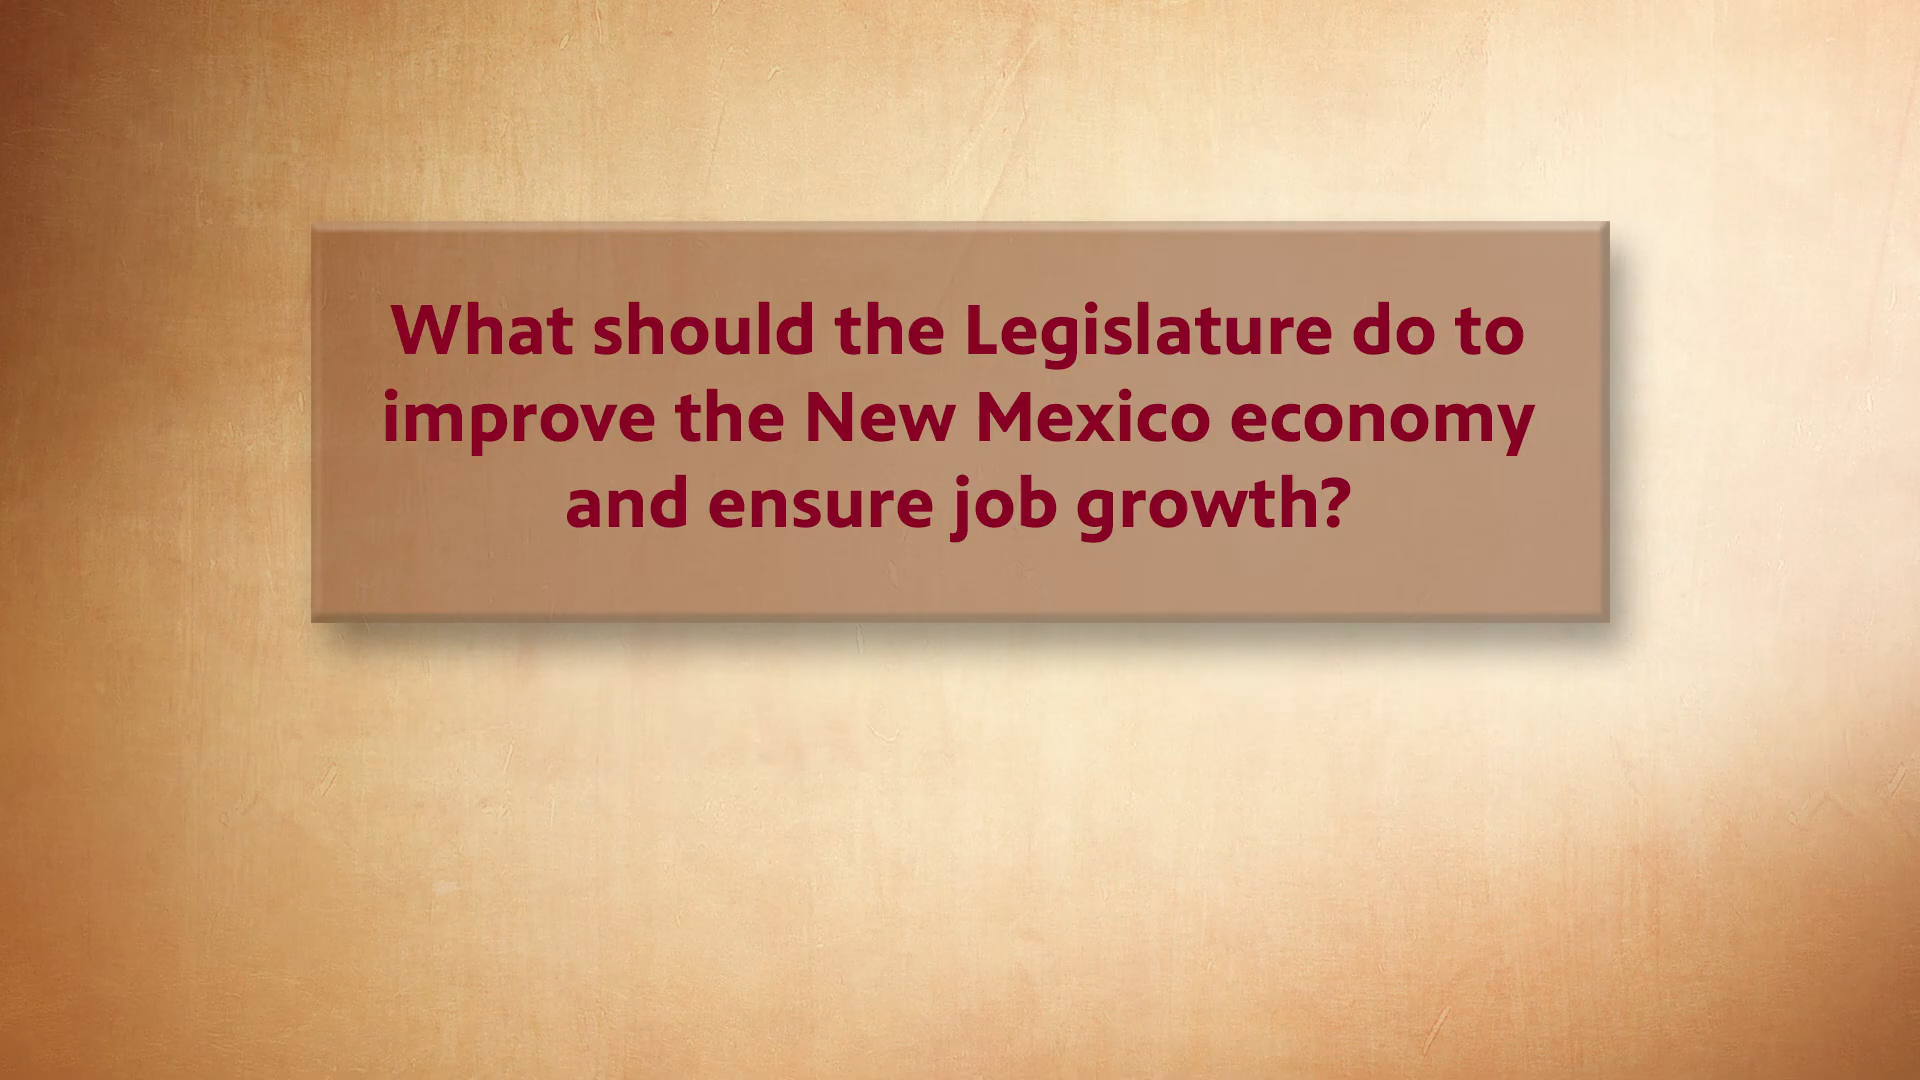 What should the Legislature do to
improve the New Mexico economy
and ensure job growth?